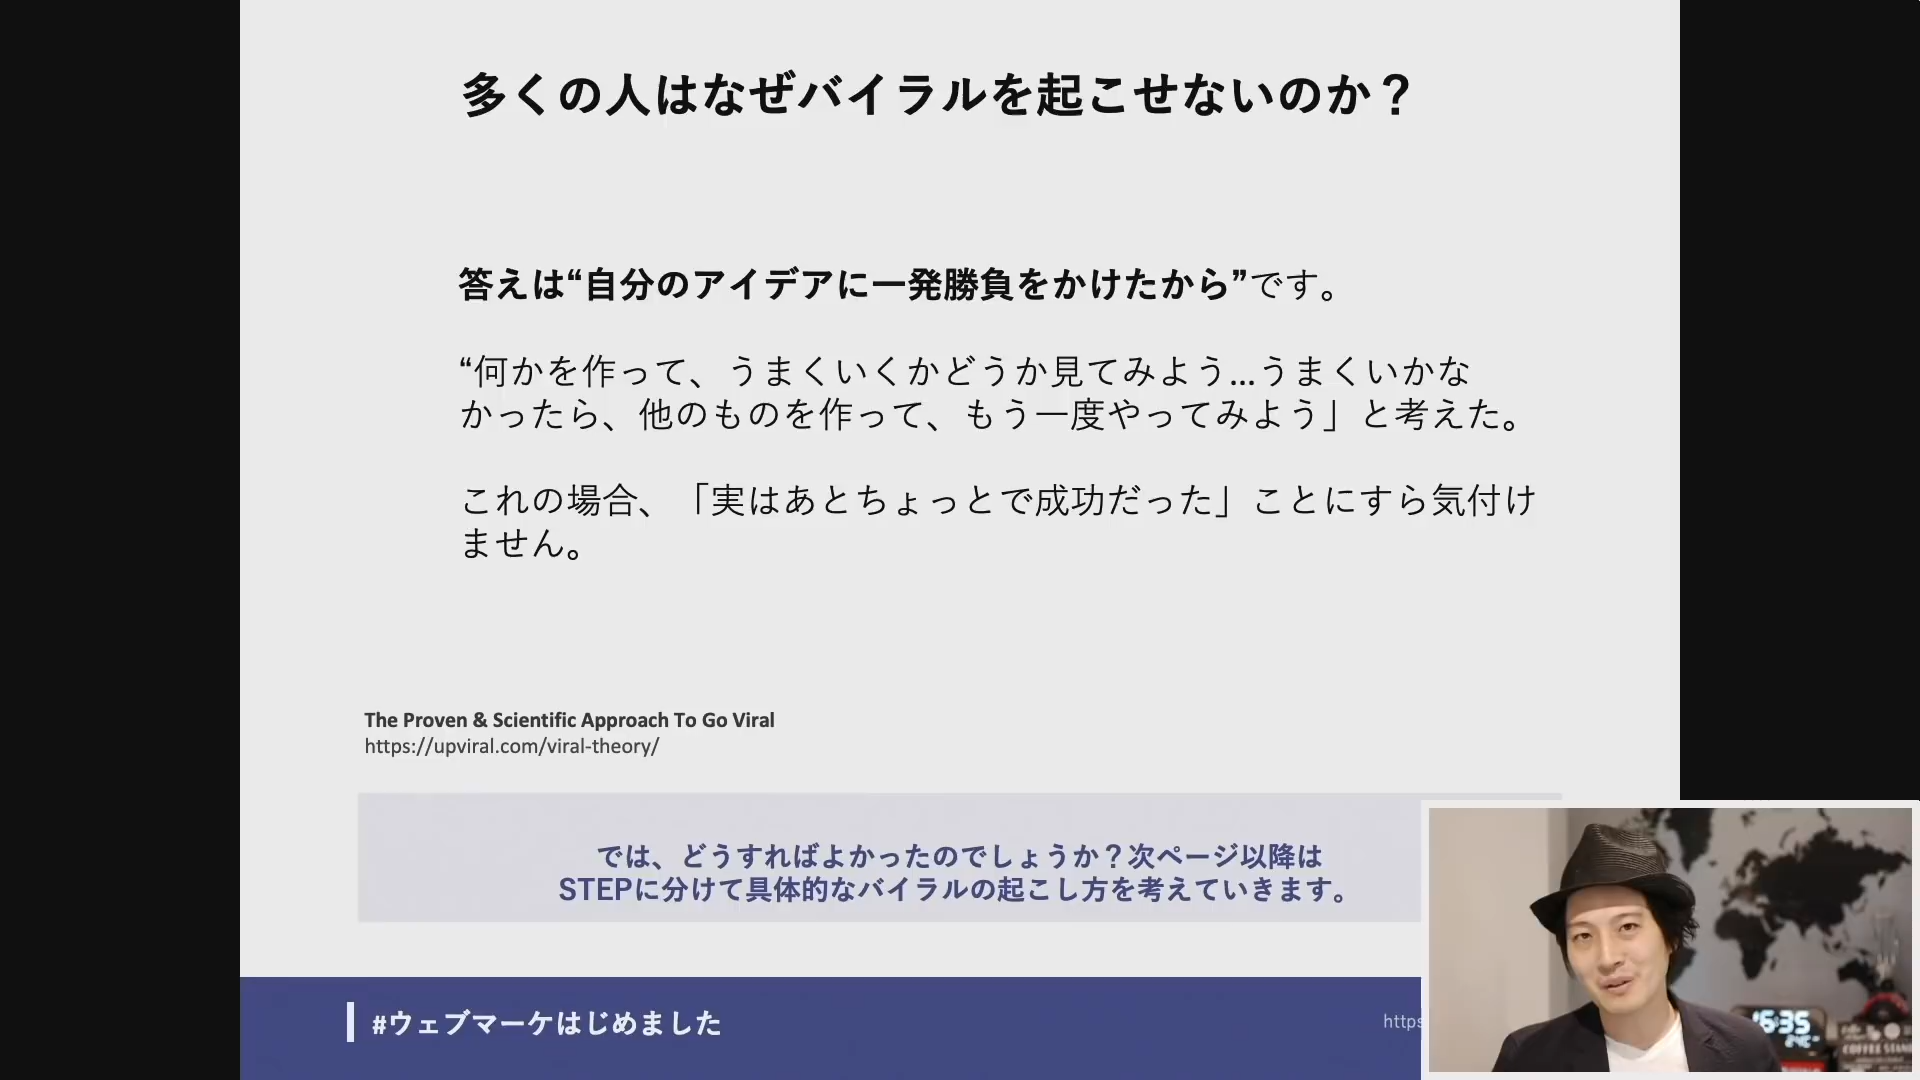 多くの人はなぜバイラルを起こせないのか？
答えは“自分のアイデアに一発勝負をかけたから”です。
“何かを作って、うまくいくかどうか見てみよう...うまくいかな
かったら、他のものを作って、もう一度やってみよう」と考えた。
これの場合、「実はあとちょっとで成功だった」ことにすら気付け
ません。
The Proven & Scientific Approach To Go Viral
https://upviral.com/viral-theory/
では、どうすればよかったのでしょうか？次ページ以降は
STEPに分けて具体的なバイラルの起こし方を考えていきます。
#ウェブマーケはじめました
https
6:35
COFFEE STAN